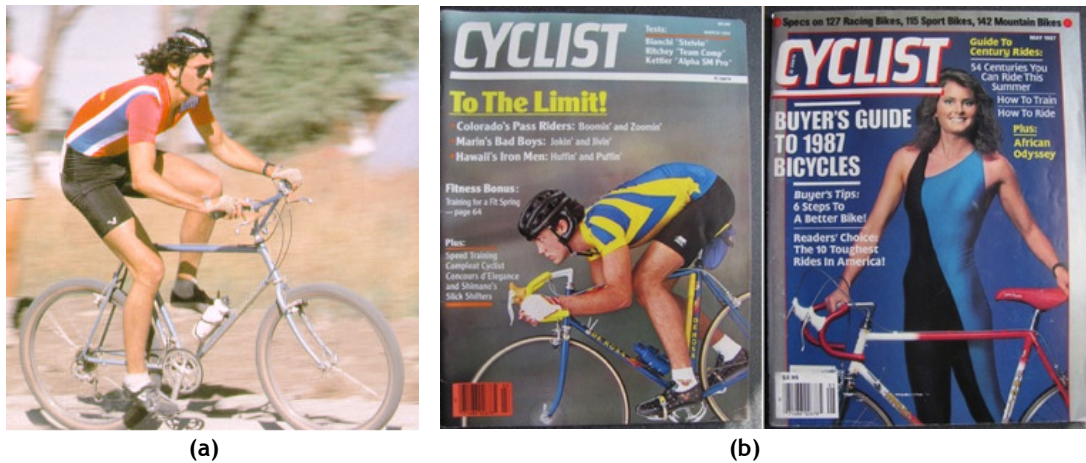 CYCLIST
Tests:
Bianchi "Stelvio"
Ritchey "Team Comp"
Kettler "Alpha SM Pro"
To The Limit!
Colorado's Pass Riders: Boomin' and Zoomin'
Marin's Bad Boys: Jokin' and Jivin'
Hawaii's Iron Men: Huffin' and Puffin'
Fitness Bonus:
Training for a Fit Spring
— page 64
Plus:
Speed Training
Compleat Cyclist
Concours d'Elegance
and Shimano's
Slick Shifters
DE ROSA
Specs on 127 Racing Bikes, 115 Sport Bikes, 142 Mountain Bikes
MAY 1987
CYCLIST
Guide To
Century Rides:
54 Centuries You
Can Ride This
Summer
How To Train
How To Ride
Plus:
African
Odyssey
BUYER'S GUIDE
TO 1987
BICYCLES
Buyer's Tips:
6 Steps To
A Better Bike!
Readers' Choice:
The 10 Toughest
Rides In America!
(a)
(b)